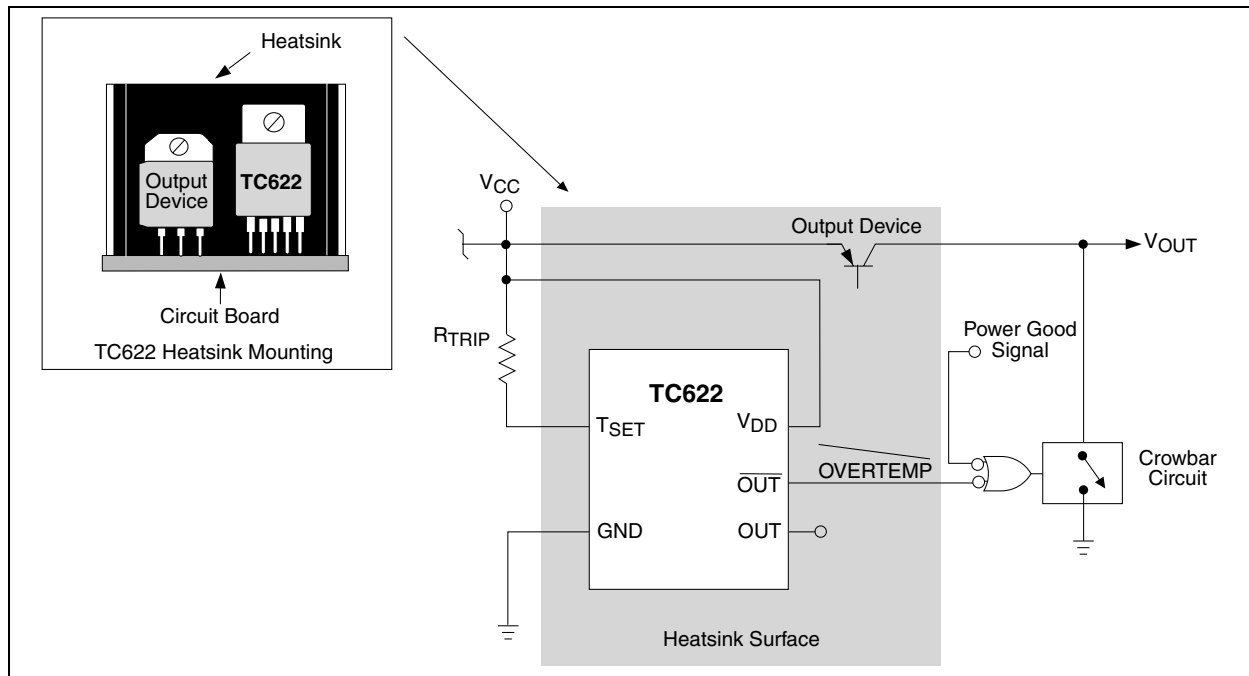 Heatsink
Output
Device
TC622
Circuit Board
TC622 Heatsink Mounting
VCC
Output Device
VOUT
RTRIP
Power Good
Signal
TC622
TSET
VDD
OVERTEMP
OUT
Crowbar
Circuit
GND
OUT
Heatsink Surface